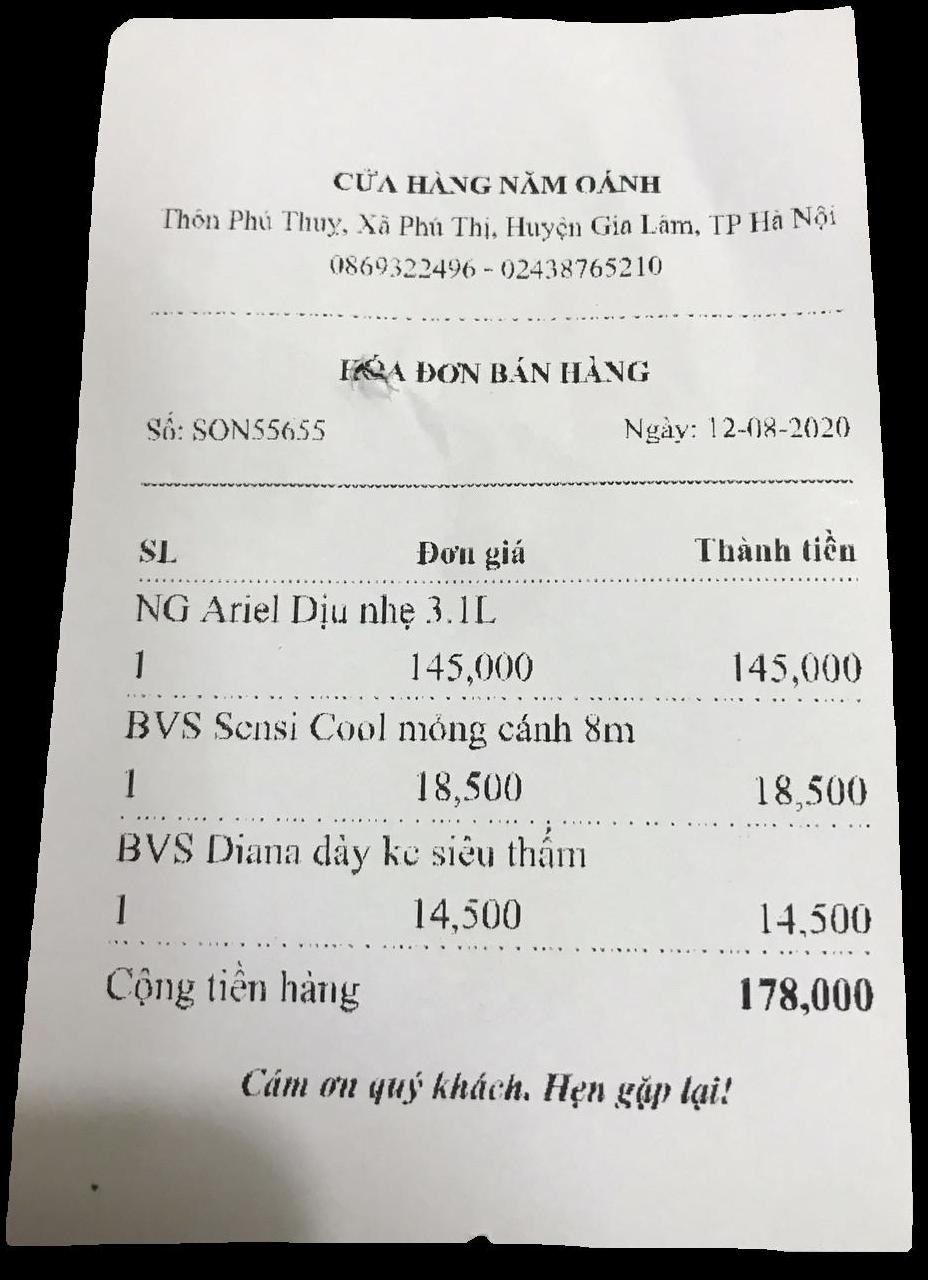 CỬA HÀNG NĂM OÁNH
Thôn Phú Thuỵ, Xã Phú Thị, Huyện Gia Lâm, TP Hà Nội
0869322496 - 02438765210
HÓA ĐƠN BÁN HÀNG
Số: SON55655 Ngày: 12-08-2020
SL Đơn giá Thành tiền
NG Ariel Dịu nhẹ 3.1L
1 145,000 145,000
BVS Sensi Cool mỏng cánh 8m
1 18,500 18,500
BVS Diana dày ke siêu thấm
1 14,500 14,500
Cộng tiền hàng 178,000
Cám ơn quý khách. Hẹn gặp lại!